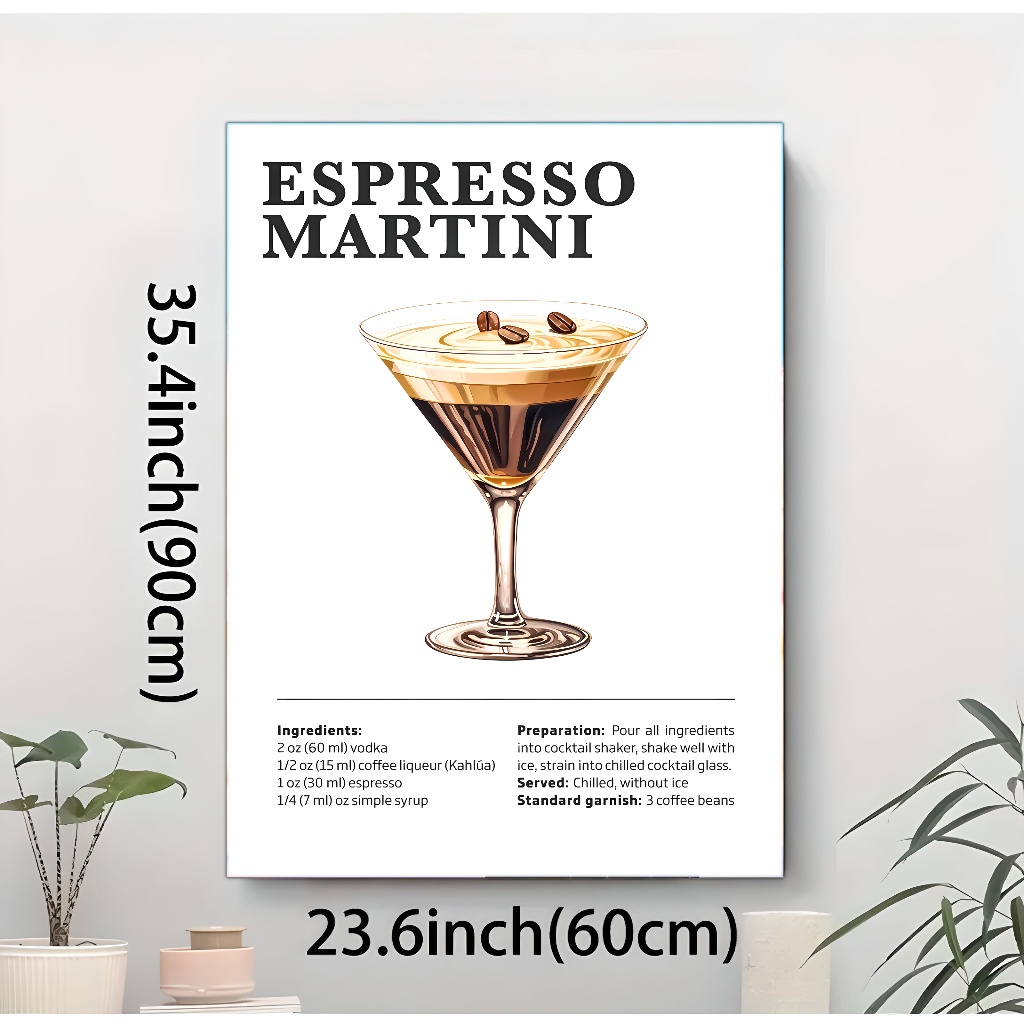 ESPRESSO
MARTINI
35.4inch(90cm)
Ingredients:
2 oz (60 ml) vodka
1/2 oz (15 ml) coffee liqueur (Kahlúa)
1 oz (30 ml) espresso
1/4 (7 ml) oz simple syrup
Preparation: Pour all ingredients
into cocktail shaker, shake well with
ice, strain into chilled cocktail glass.
Served: Chilled, without ice
Standard garnish: 3 coffee beans
23.6inch(60cm)